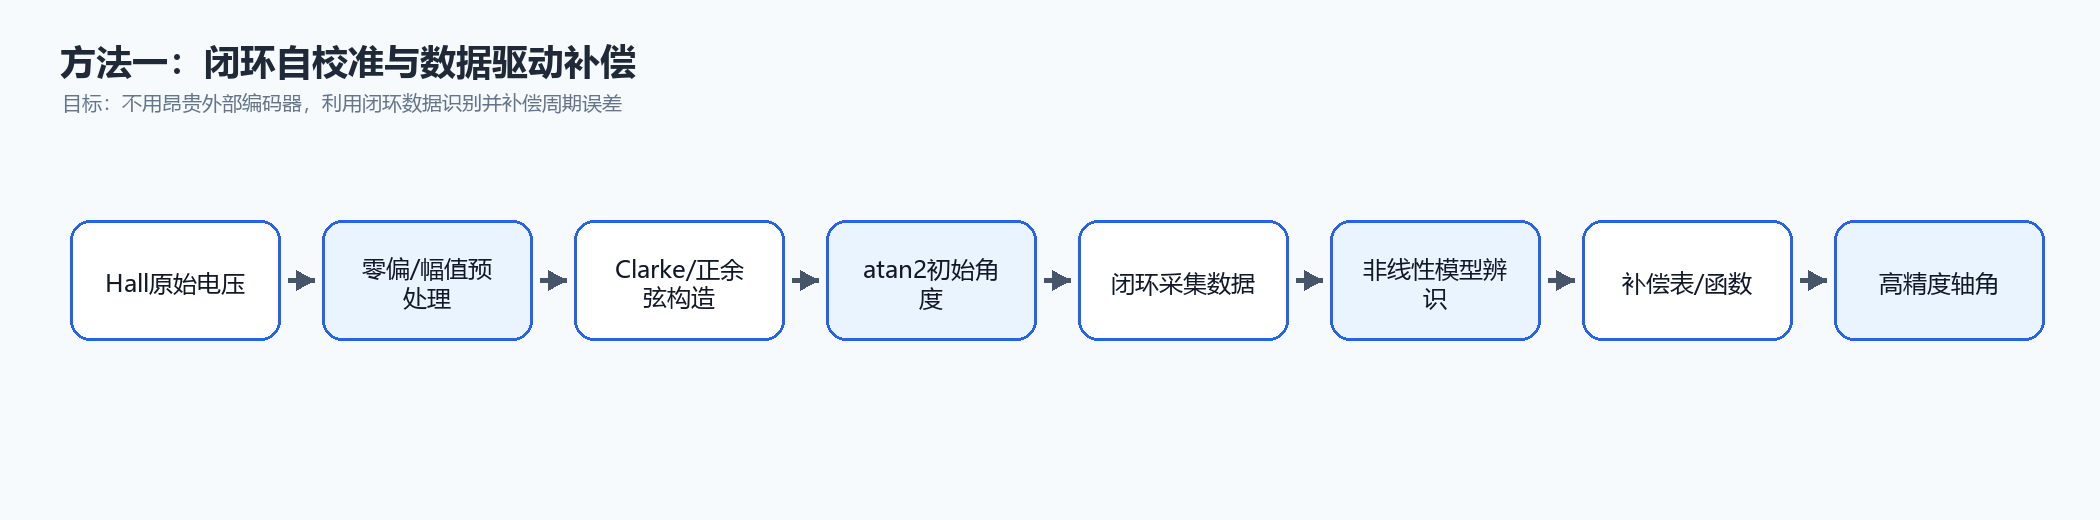 方法一：闭环自校准与数据驱动补偿
目标：不用昂贵外部编码器，利用闭环数据识别并补偿周期误差
Hall原始电压
零偏/幅值预
处理
Clarke/正余
弦构造
atan2初始角
度
闭环采集数据
非线性模型辨
识
补偿表/函数
高精度轴角